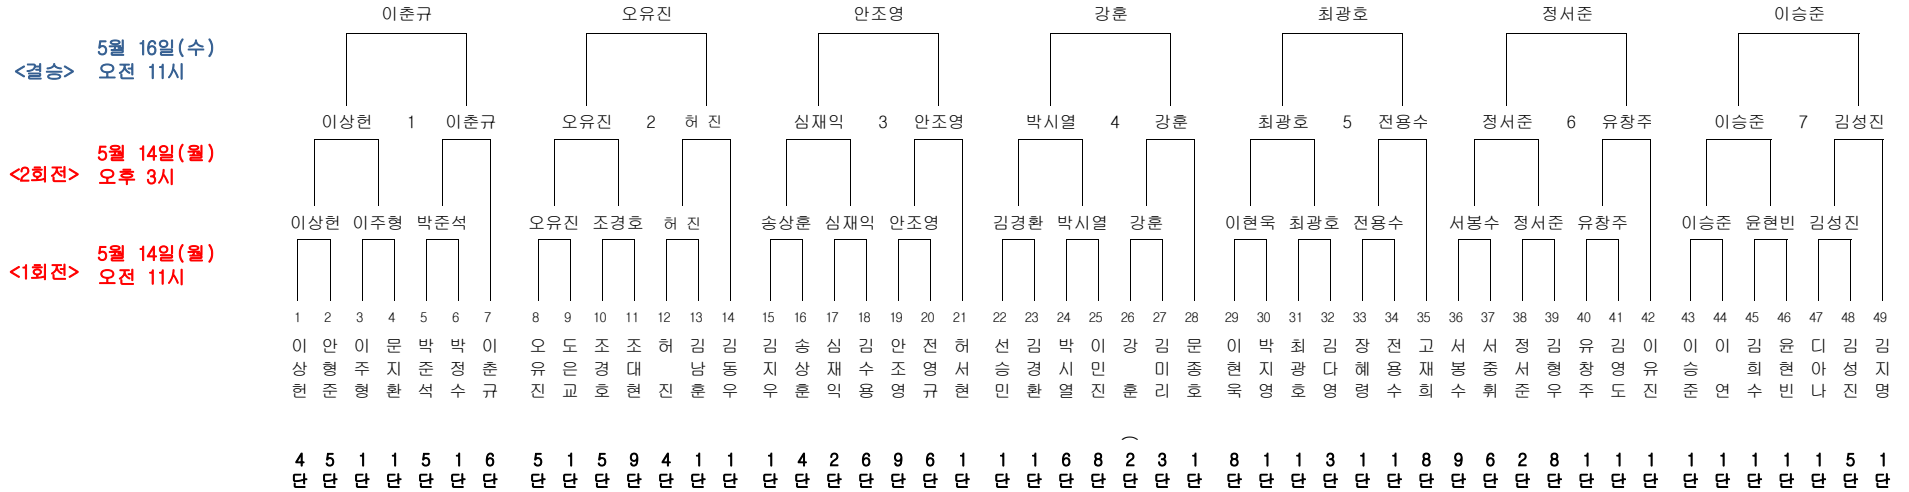 이춘규 오유진 안조영 강훈 최광호 정서준 이승준
5월 16일(수)
<결승> 오전 11시
이상헌 1 이춘규 오유진 2 허 진 심재익 3 안조영 박시열 4 강훈 최광호 5 전용수 정서준 6 유창주 이승준 7 김성진
5월 14일(월)
<2회전> 오후 3시
이상헌 이주형 박준석 오유진 조경호 허 진 송상훈 심재익 안조영 김경환 박시열 강훈 이현욱 최광호 전용수 서봉수 정서준 유창주 이승준 윤현빈 김성진
5월 14일(월)
<1회전> 오전 11시
1 2 3 4 5 6 7 8 9 10 11 12 13 14 15 16 17 18 19 20 21 22 23 24 25 26 27 28 29 30 31 32 33 34 35 36 37 38 39 40 41 42 43 44 45 46 47 48 49
이상헌 안형준 이주형 문지환 박준석 박정수 이춘규 오유진 도은교 조경호 조대현 허진 김남훈 김동우 김지우 송상훈 심재익 김수용 안조영 전영규 허서현 선승민 김경환 박시열 이민진 강훈 김미리 문종호 이현욱 박지영 최광호 김다영 장혜령 전용수 고재희 서봉수 서중휘 정서준 김형우 유창주 김영도 이유진 이승준 이연 김희수 윤현빈 디아나 김성진 김지명
(
4단 5단 1단 1단 5단 1단 6단 5단 1단 5단 9단 4단 1단 1단 1단 4단 2단 6단 9단 6단 1단 1단 1단 6단 8단 2단 3단 1단 8단 1단 1단 3단 1단 1단 8단 9단 6단 2단 8단 1단 1단 1단 1단 1단 1단 1단 1단 5단 1단